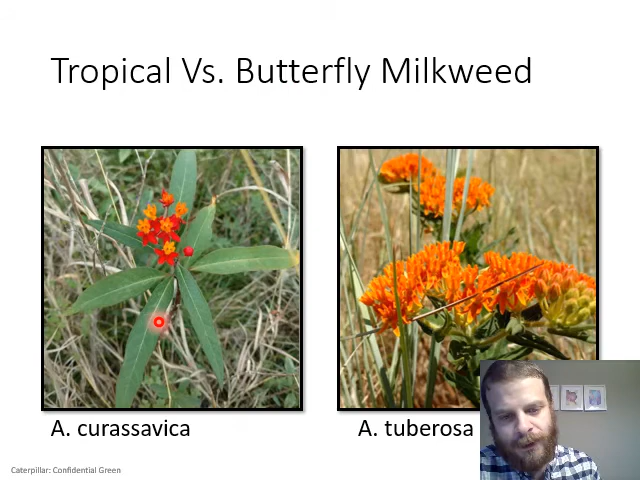 Tropical Vs. Butterfly Milkweed
A. curassavica
A. tuberosa
Caterpillar: Confidential Green